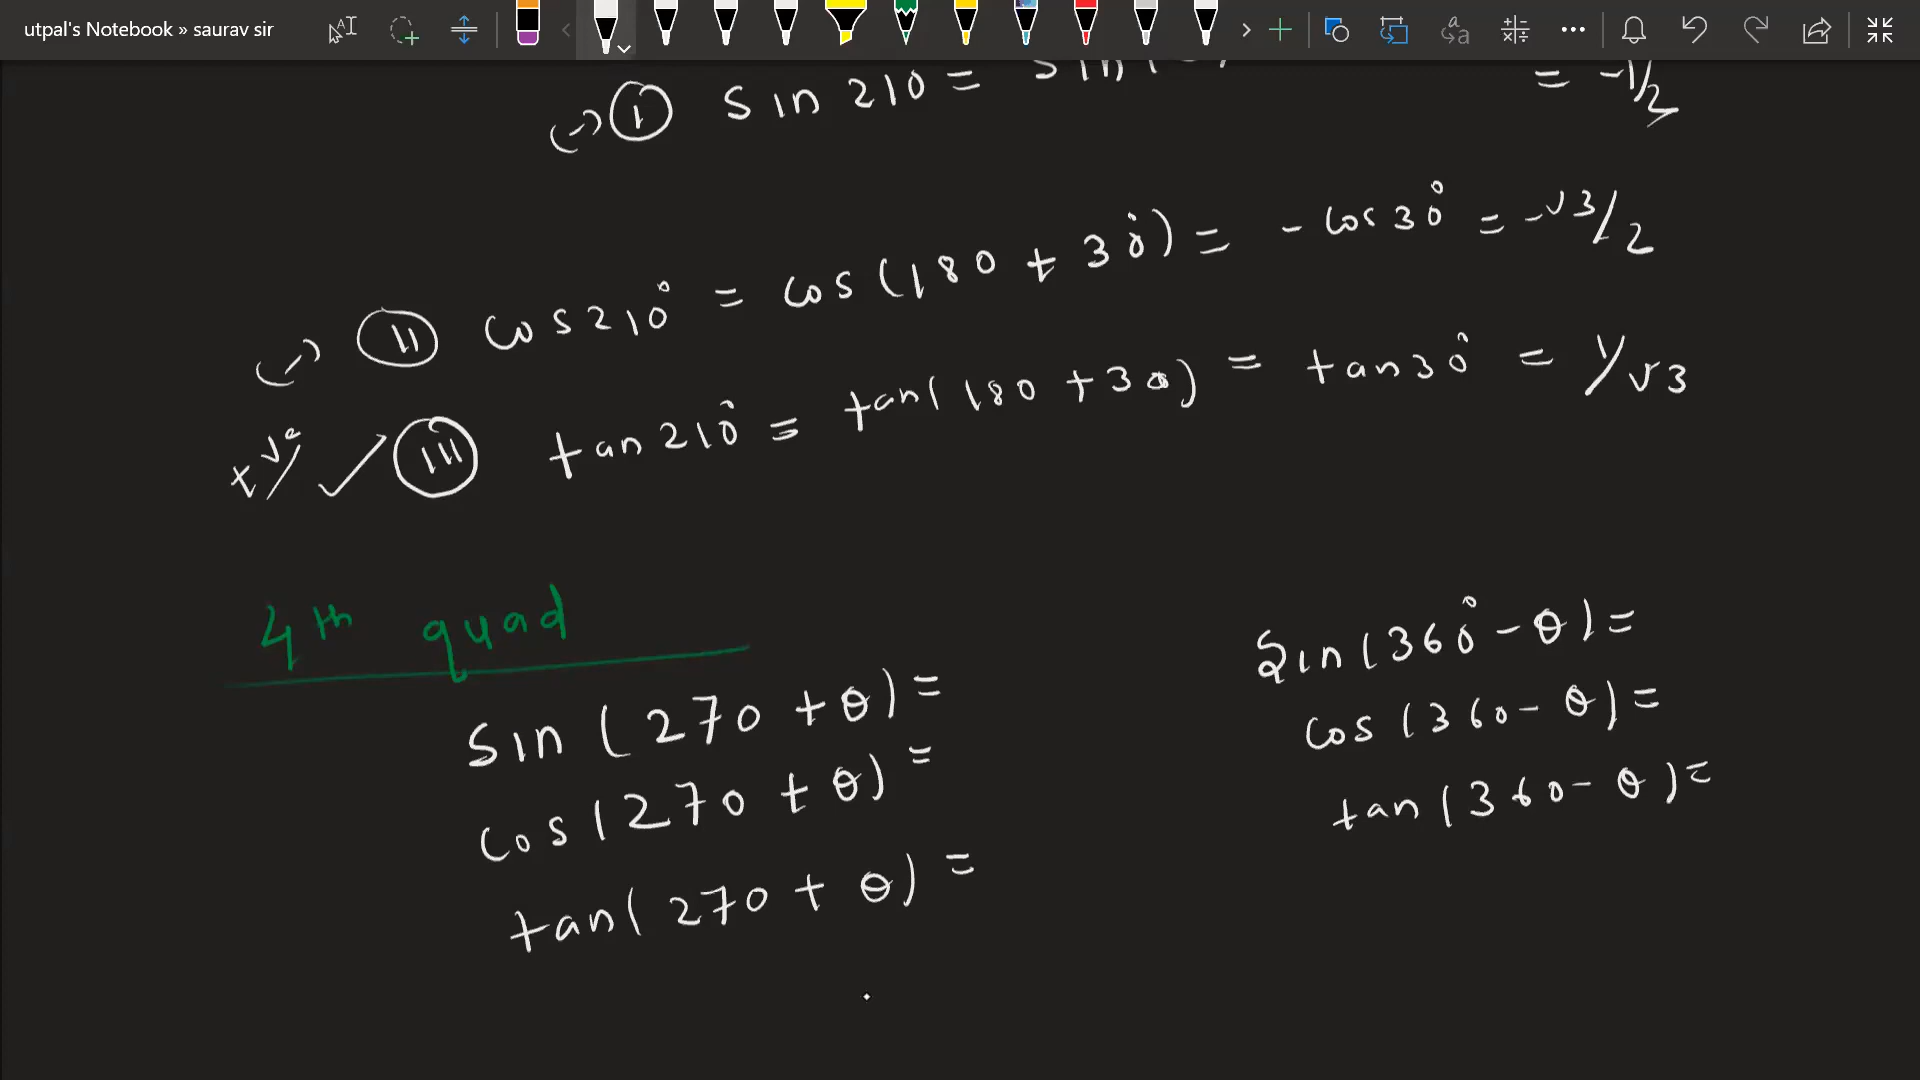 utpal's Notebook » saurav sir
(-) (I) sin 210 = = -1/2
(-) (II) cos 210° = cos (180 + 30°) = - cos 30° = -√3/2
+ve ✓ (III) tan 210° = tan (180 + 30) = tan 30° = 1/√3
4th quad
sin (270 + θ) =
cos (270 + θ) =
tan (270 + θ) =
sin (360° - θ) =
cos (360 - θ) =
tan (360 - θ) =